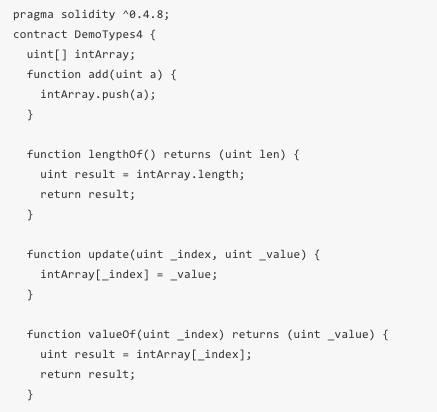 pragma solidity ^0.4.8;
contract DemoTypes4 {
  uint[] intArray;
  function add(uint a) {
    intArray.push(a);
  }

  function lengthOf() returns (uint len) {
    uint result = intArray.length;
    return result;
  }

  function update(uint _index, uint _value) {
    intArray[_index] = _value;
  }

  function valueOf(uint _index) returns (uint _value) {
    uint result = intArray[_index];
    return result;
  }